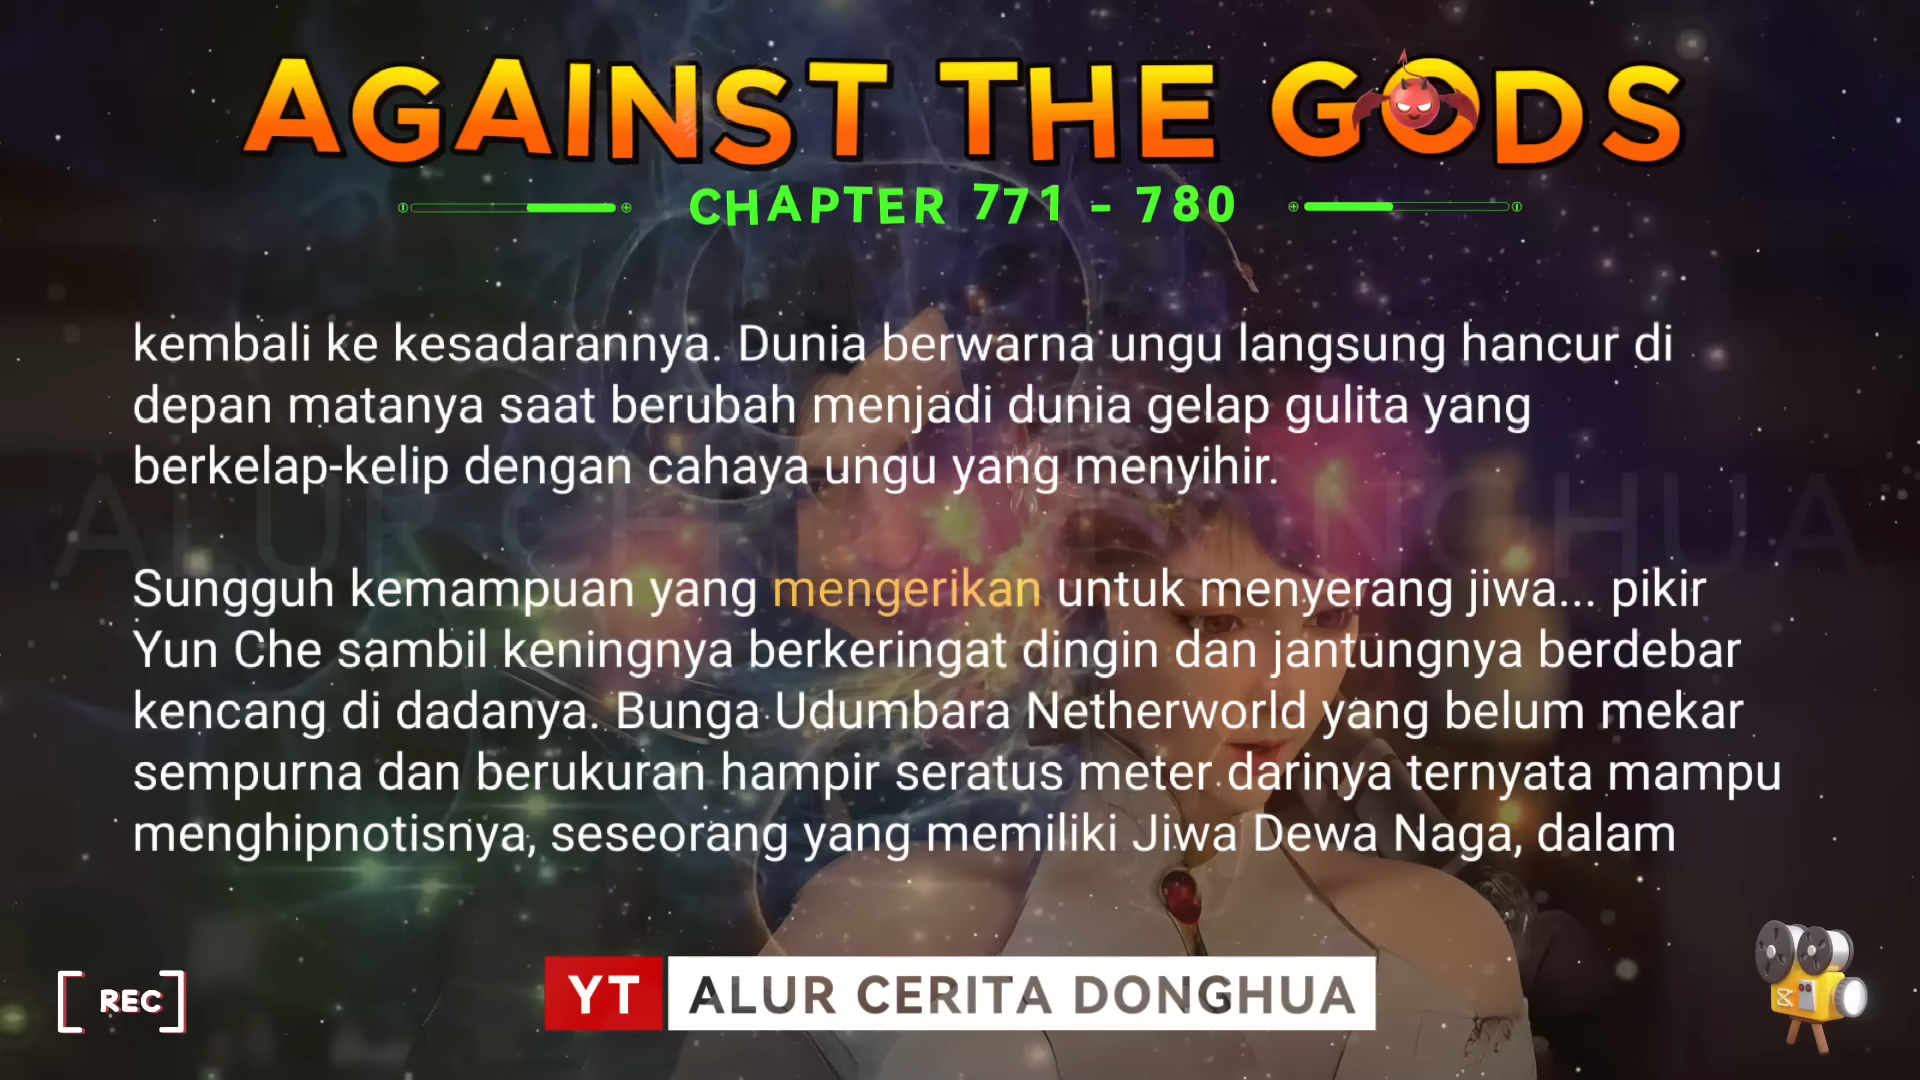 AGAINST THE GODS
CHAPTER 771 - 780
kembali ke kesadarannya. Dunia berwarna ungu langsung hancur di
depan matanya saat berubah menjadi dunia gelap gulita yang
berkelap-kelip dengan cahaya ungu yang menyihir.
ALUR CERITA DONGHUA
Sungguh kemampuan yang mengerikan untuk menyerang jiwa... pikir
Yun Che sambil keningnya berkeringat dingin dan jantungnya berdebar
kencang di dadanya. Bunga Udumbara Netherworld yang belum mekar
sempurna dan berukuran hampir seratus meter darinya ternyata mampu
menghipnotisnya, seseorang yang memiliki Jiwa Dewa Naga, dalam
REC
YT ALUR CERITA DONGHUA